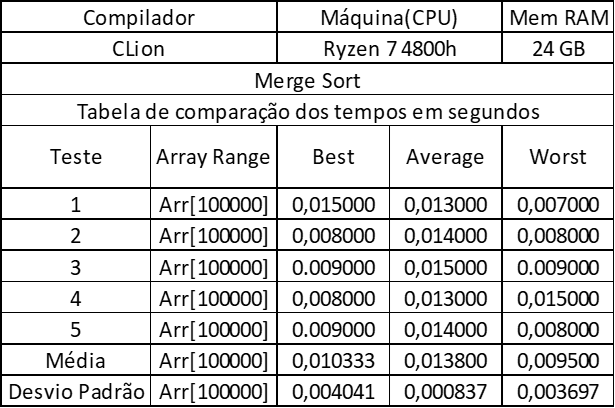 Compilador Máquina(CPU) Mem RAM
CLion Ryzen 7 4800h 24 GB
Merge Sort
Tabela de comparação dos tempos em segundos
Teste Array Range Best Average Worst
1 Arr[100000] 0,015000 0,013000 0,007000
2 Arr[100000] 0,008000 0,014000 0,008000
3 Arr[100000] 0.009000 0,015000 0.009000
4 Arr[100000] 0,008000 0,013000 0,015000
5 Arr[100000] 0.009000 0,014000 0,008000
Média Arr[100000] 0,010333 0,013800 0,009500
Desvio Padrão Arr[100000] 0,004041 0,000837 0,003697